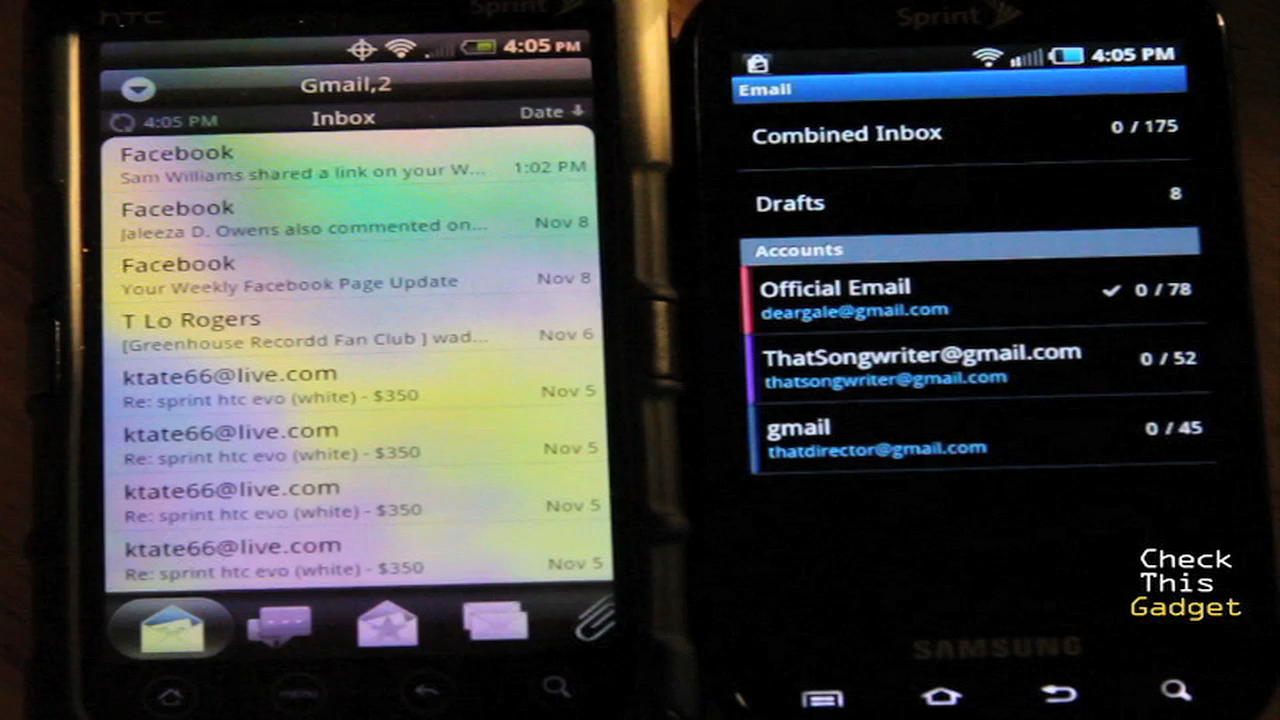 hTC
Sprint
4:05 PM
Gmail,2
4:05 PM
Inbox
Date
Facebook
Sam Williams shared a link on your W...
1:02 PM
Facebook
Jaleeza D. Owens also commented on...
Nov 8
Facebook
Your Weekly Facebook Page Update
Nov 8
T Lo Rogers
[Greenhouse Recordd Fan Club ] wad...
Nov 6
ktate66@live.com
Re: sprint htc evo (white) - $350
Nov 5
ktate66@live.com
Re: sprint htc evo (white) - $350
Nov 5
ktate66@live.com
Re: sprint htc evo (white) - $350
Nov 5
ktate66@live.com
Re: sprint htc evo (white) - $350
Nov 5
menu
Sprint
4:05 PM
Email
Combined Inbox
0 / 175
Drafts
8
Accounts
Official Email
0 / 78
deargale@gmail.com
ThatSongwriter@gmail.com
0 / 52
thatsongwriter@gmail.com
gmail
0 / 45
thatdirector@gmail.com
SAMSUNG
Check
This
Gadget